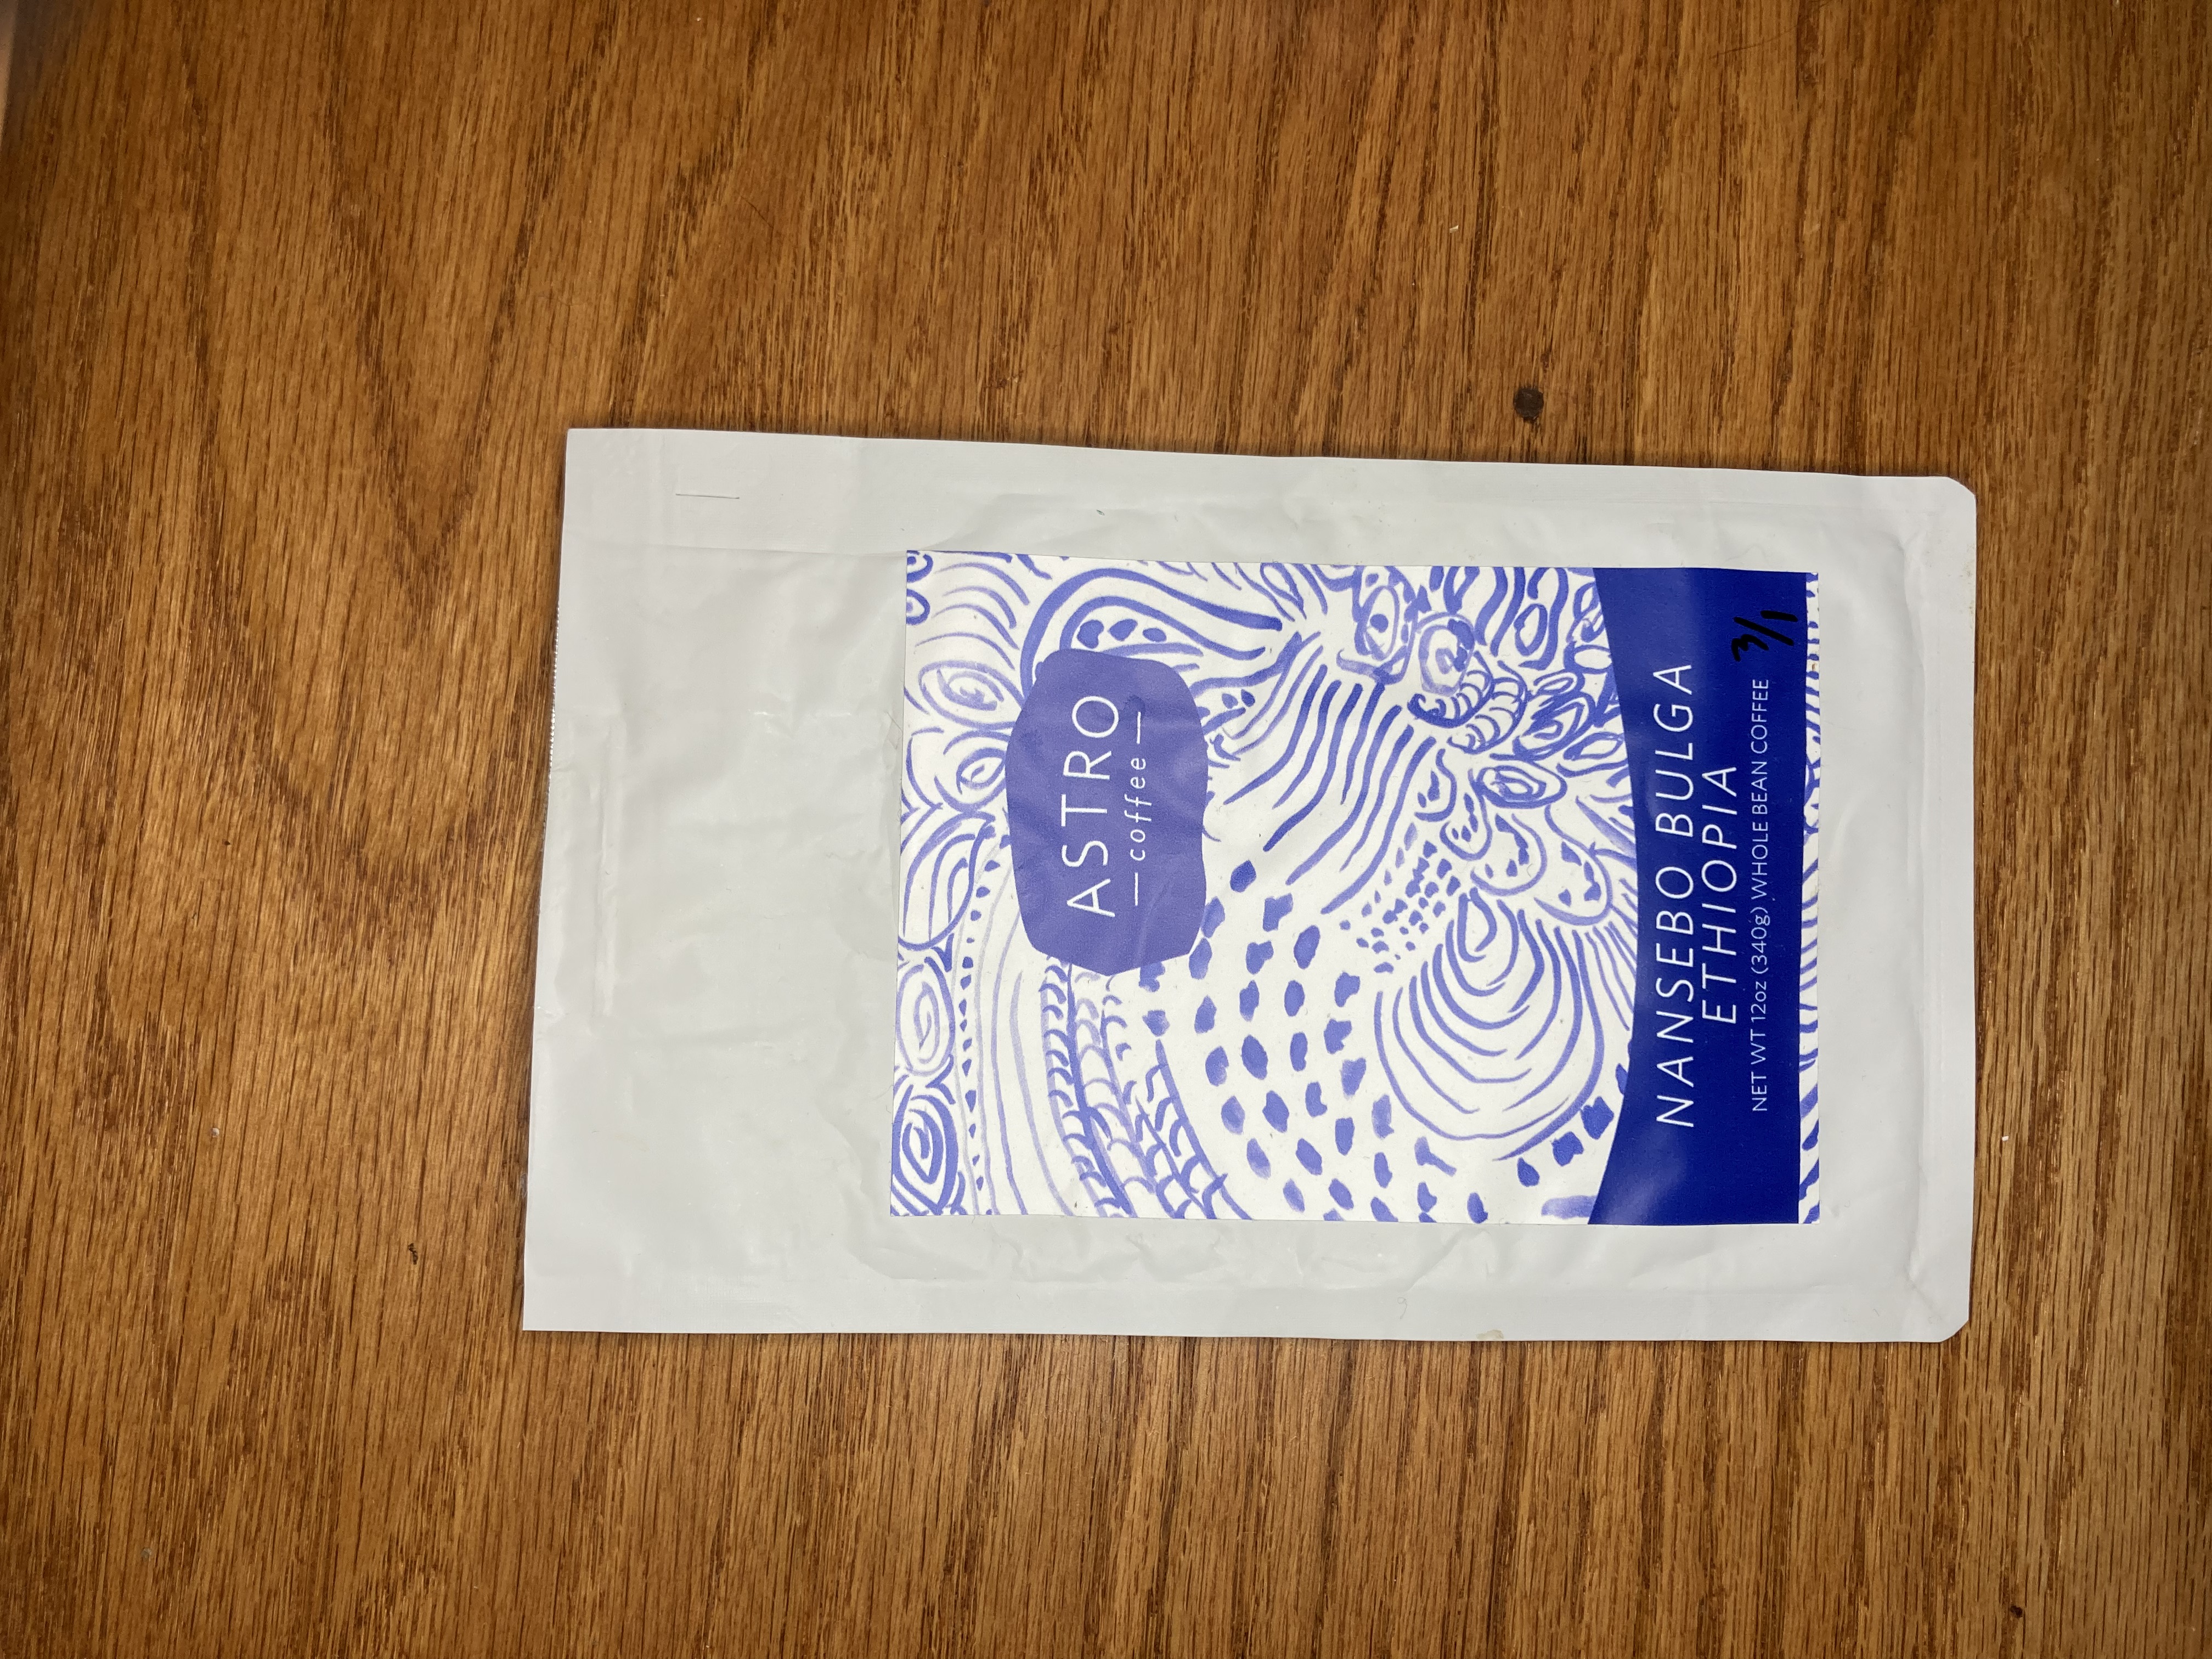 ASTRO
coffee
NANSEBO BULGA
ETHIOPIA
NET WT 12oz (340g) WHOLE BEAN COFFEE
3/1